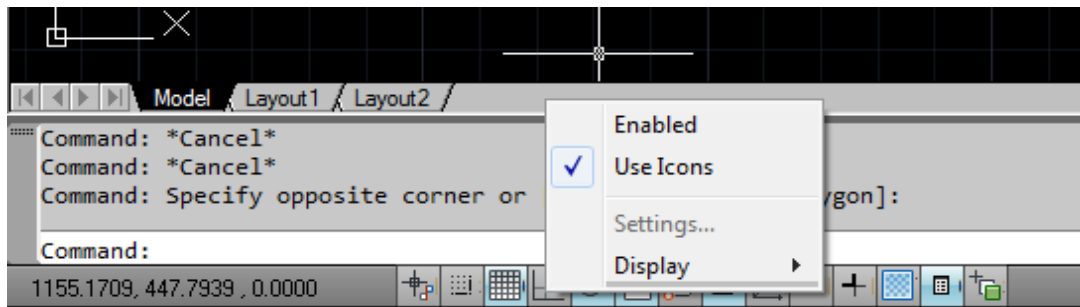 Model Layout1 Layout2
Enabled
Command: *Cancel*
Command: *Cancel*
Use Icons
Command: Specify opposite corner or
ygon]:
Settings...
Command:
Display
1155.1709, 447.7939 , 0.0000